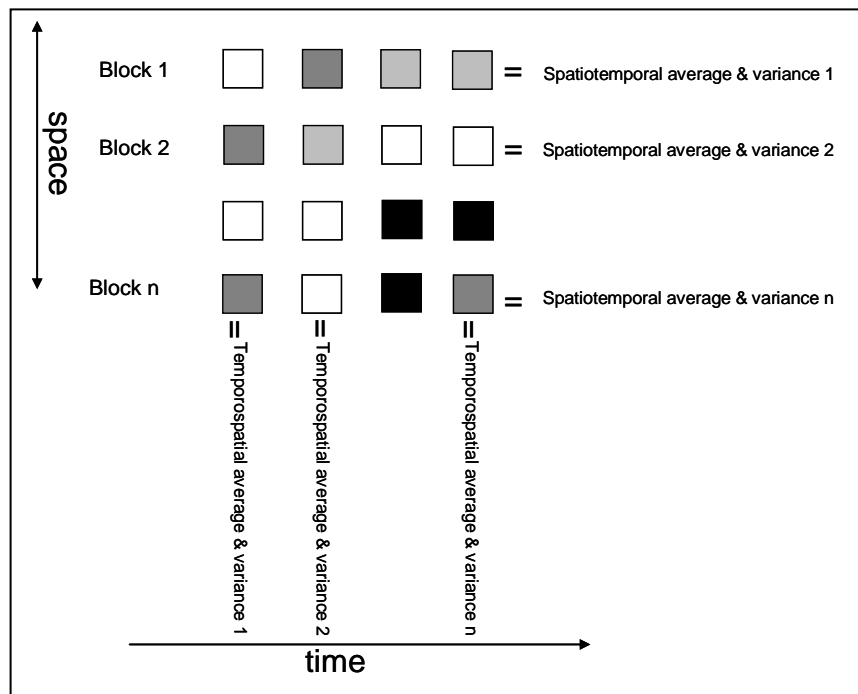 Block 1
= Spatiotemporal average & variance 1
space
Block 2
= Spatiotemporal average & variance 2
Block n
= Spatiotemporal average & variance n
= Temporospatial average & variance 1
= Temporospatial average & variance 2
= Temporospatial average & variance n
time